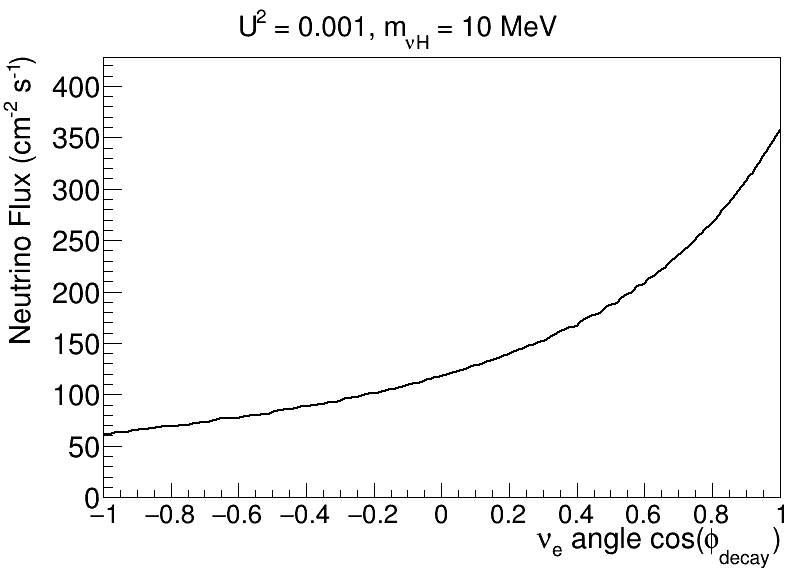 U² = 0.001, m_νH = 10 MeV
Neutrino Flux (cm⁻² s⁻¹)
400
350
300
250
200
150
100
50
0
−1 −0.8 −0.6 −0.4 −0.2 0 0.2 0.4 0.6 0.8 1
ν_e angle cos(ϕ_decay)